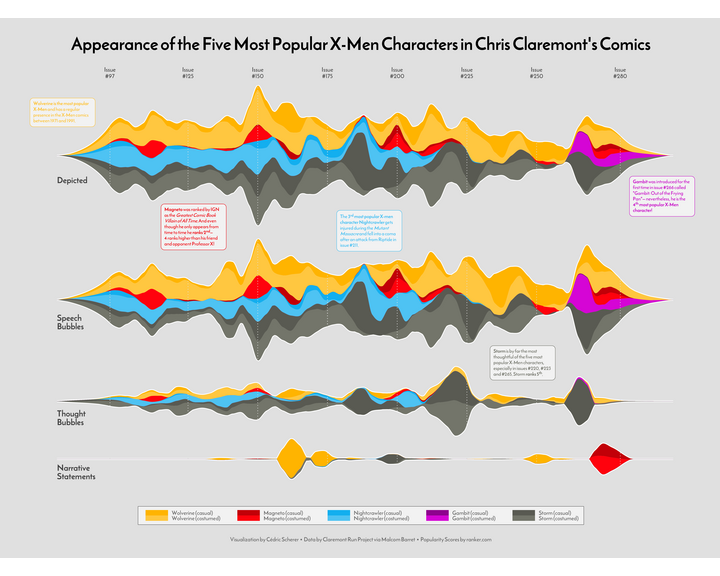 Appearance of the Five Most Popular X-Men Characters in Chris Claremont's Comics
Issue
#97
Issue
#125
Issue
#150
Issue
#175
Issue
#200
Issue
#225
Issue
#250
Issue
#280
Wolverine is the most popular
X-Men and has a regular
presence in the X-Men comics
between #97 and
Depicted
Gambit was introduced for the
first time in issue #266 called
"Gambit: Out of the Frying
Pan" – nevertheless, he is the
4th most popular X-Men
character!
Magneto was ranked by IGN
as the Greatest Comic Book
Villain of All Time. And even
though he only appears from
time to time he ranks 2nd –
4 ranks higher than his friend
and opponent Professor X!
The 3rd most popular X-men
character Nightcrawler gets
injured during the Mutant
Massacre and fell into a coma
after an attack from Riptide in
issue #211.
Speech
Bubbles
Storm is by far the most
thoughtful of the five most
popular X-Men characters,
especially in issues #220, #223
and #265. Storm ranks 5th.
Thought
Bubbles
Narrative
Statements
Wolverine (casual)
Wolverine (costumed)
Magneto (casual)
Magneto (costumed)
Nightcrawler (casual)
Nightcrawler (costumed)
Gambit (casual)
Gambit (costumed)
Storm (casual)
Storm (costumed)
Visualization by Cédric Scherer • Data by Claremont Run Project via Malcom Barret • Popularity Scores by ranker.com